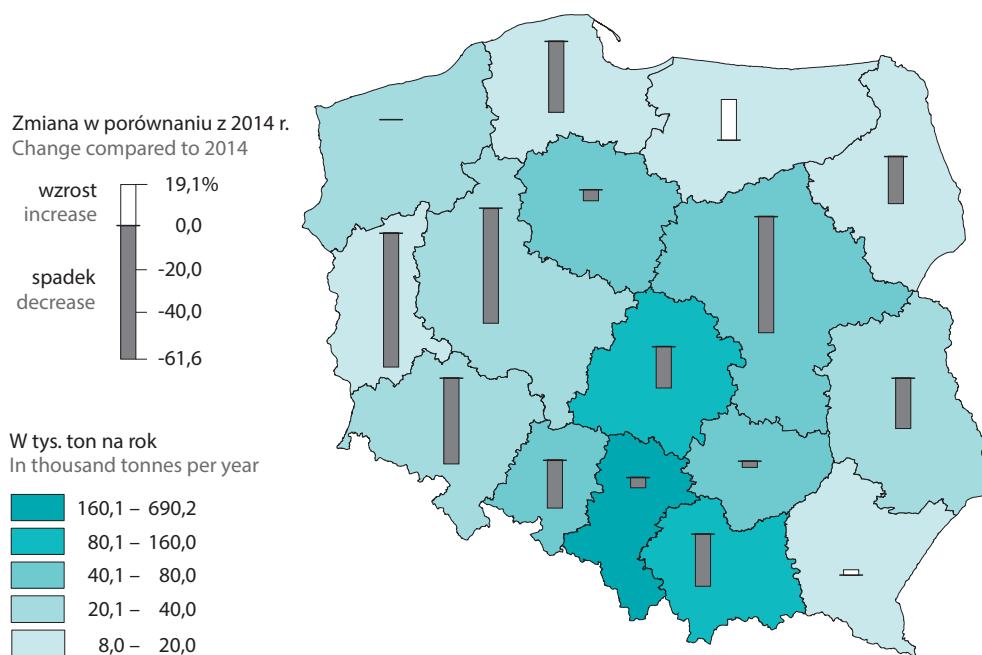 Zmiana w porównaniu z 2014 r.
Change compared to 2014
wzrost
increase
spadek
decrease
19,1%
0,0
-20,0
-40,0
-61,6
W tys. ton na rok
In thousand tonnes per year
160,1 – 690,2
80,1 – 160,0
40,1 – 80,0
20,1 – 40,0
8,0 – 20,0